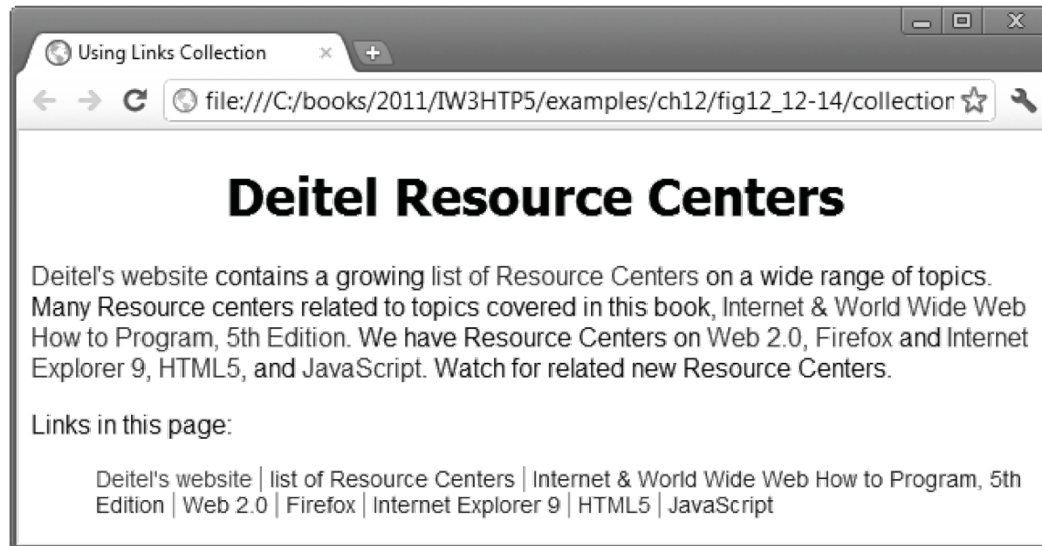 Using Links Collection
file:///C:/books/2011/IW3HTP5/examples/ch12/fig12_12-14/collection
Deitel Resource Centers
Deitel's website contains a growing list of Resource Centers on a wide range of topics.
Many Resource centers related to topics covered in this book, Internet & World Wide Web
How to Program, 5th Edition. We have Resource Centers on Web 2.0, Firefox and Internet
Explorer 9, HTML5, and JavaScript. Watch for related new Resource Centers.
Links in this page:
Deitel's website | list of Resource Centers | Internet & World Wide Web How to Program, 5th
Edition | Web 2.0 | Firefox | Internet Explorer 9 | HTML5 | JavaScript